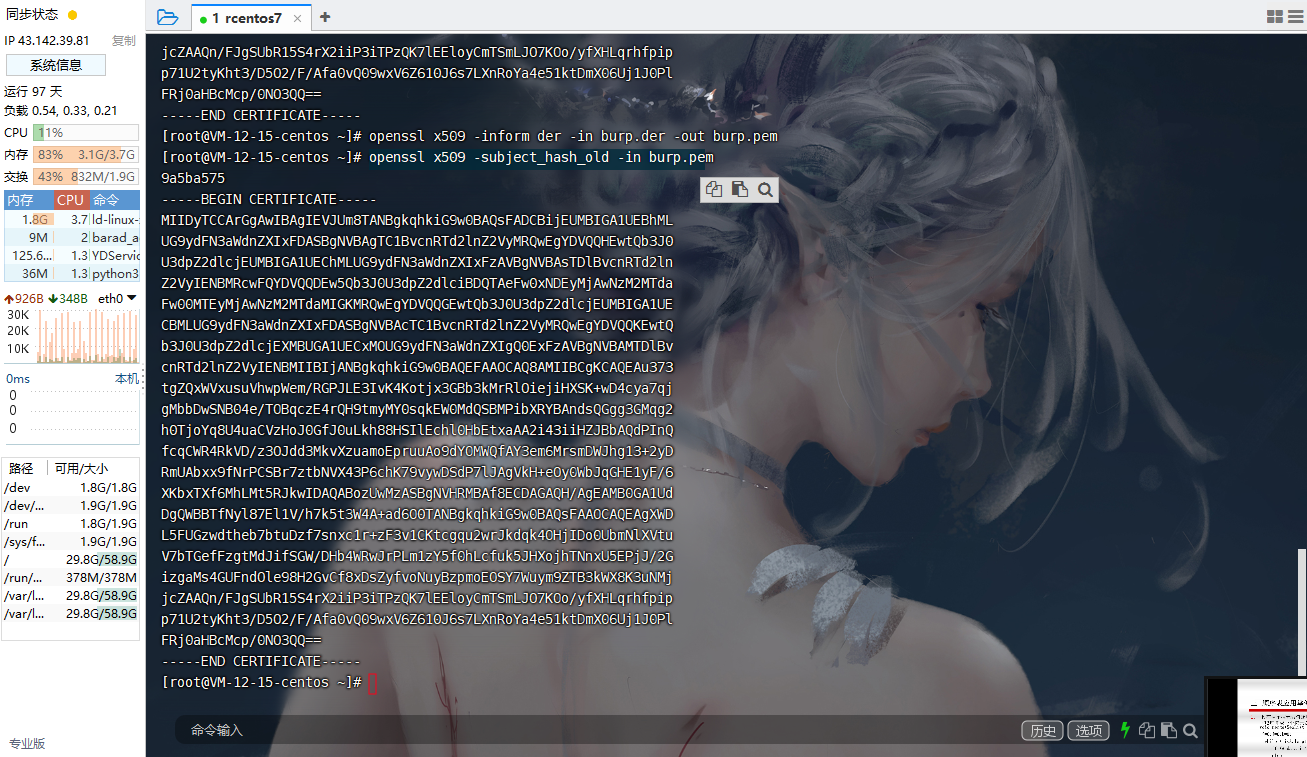 同步状态
IP 43.142.39.81 复制
系统信息
运行 97 天
负载 0.54, 0.33, 0.21
CPU 11%
内存 83% 3.1G/3.7G
交换 43% 832M/1.9G
内存 CPU 命令
1.8G 3.7 ld-linux-
9M 2 barad_a
125.6... 1.3 YDServic
36M 1.3 python3
926B 348B eth0
30K
20K
10K
0ms 本机
0
0
0
路径 可用/大小
/dev 1.8G/1.8G
/dev/... 1.9G/1.9G
/run 1.8G/1.9G
/sys/f... 1.9G/1.9G
/ 29.8G/58.9G
/run/... 378M/378M
/var/l... 29.8G/58.9G
/var/l... 29.8G/58.9G
专业版
1 rcentos7
jcZAAQn/FJgSUbR15S4rX2iiP3iTPzQK7lEEloyCmTSmLJO7KOo/yfXHLqrhfpip
p71U2tyKht3/D5O2/F/Afa0vQ09wxV6Z610J6s7LXnRoYa4e51ktDmX06Uj1J0Pl
FRj0aHBcMcp/0NO3QQ==
-----END CERTIFICATE-----
[root@VM-12-15-centos ~]# openssl x509 -inform der -in burp.der -out burp.pem
[root@VM-12-15-centos ~]# openssl x509 -subject_hash_old -in burp.pem
9a5ba575
-----BEGIN CERTIFICATE-----
MIIDyTCCArGgAwIBAgIEVJUm8TANBgkqhkiG9w0BAQsFADCBijEUMBIGA1UEBhML
UG9ydFN3aWdnZXIxFDASBgNVBAgTC1BvcnRTd2lnZ2VyMRQwEgYDVQQHEwtQb3J0
U3dpZ2dlcjEUMBIGA1UEChMLUG9ydFN3aWdnZXIxFzAVBgNVBAsTDlBvcnRTd2ln
Z2VyIENBMRcwFQYDVQQDEw5Qb3J0U3dpZ2dlciBDQTAeFw0xNDEyMjAwNzM2MTda
Fw00MTEyMjAwNzM2MTdaMIGKMRQwEgYDVQQGEwtQb3J0U3dpZ2dlcjEUMBIGA1UE
CBMLUG9ydFN3aWdnZXIxFDASBgNVBAcTC1BvcnRTd2lnZ2VyMRQwEgYDVQQKEwtQ
b3J0U3dpZ2dlcjEXMBUGA1UECxMOUG9ydFN3aWdnZXIgQ0ExFzAVBgNVBAMTDlBv
cnRTd2lnZ2VyIENBMIIBIjANBgkqhkiG9w0BAQEFAAOCAQ8AMIIBCgKCAQEAu373
tgZQxWVxusuVhwpWem/RGPJLE3IvK4Kotjx3GBb3kMrRlOiejiHXSK+wD4cya7qj
gMbbDwSNB04e/TOBqczE4rQH9tmyMY0sqkEW0MdQSBMPibXRYBAndsQGgg3GMqg2
h0TjoYq8U4uaCVzHoJ0GfJ0uLkh88HSIlEchl0HbEtxaAA2i43iiHZJBbAQdPInQ
fcqCWR4RkVD/z3OJdd3MkvXzuamoEpruuAo9dYOMWQfAY3em6MrsmDWJhg13+2yD
RmUAbxx9fNrPCSBr7ztbNVX43P6chK79vywDSdP7lJAgVkH+eOy0WbJqGHE1yF/6
XKbxTXf6MhLMt5RJkwIDAQABozUwMzASBgNVHRMBAf8ECDAGAQH/AgEAMB0GA1Ud
DgQWBBTfNyl87El1V/h7k5t3W4A+ad6O0TANBgkqhkiG9w0BAQsFAAOCAQEAgXWD
L5FUGzwdtheb7btuDzf7snxc1r+zF3v1CKtcgqu2wrJkdqk4OHjIDo0UbmNlXVtu
V7bTGefFzgtMdJifSGW/DHb4WRwJrPLm1zY5f0hLcfuk5JHXojhTNnxU5EPjJ/2G
izgaMs4GUFndOle98H2GvCf8xDsZyfvoNuyBzpmoEOSY7Wuym9ZTB3kWX8K3uNMj
jcZAAQn/FJgSUbR15S4rX2iiP3iTPzQK7lEEloyCmTSmLJO7KOo/yfXHLqrhfpip
p71U2tyKht3/D5O2/F/Afa0vQ09wxV6Z610J6s7LXnRoYa4e51ktDmX06Uj1J0Pl
FRj0aHBcMcp/0NO3QQ==
-----END CERTIFICATE-----
[root@VM-12-15-centos ~]#
命令输入 历史 选项